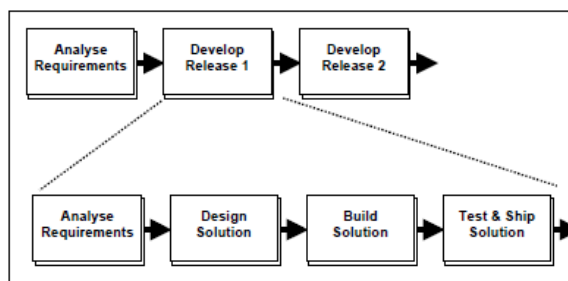 Analyse
Requirements
Develop
Release 1
Develop
Release 2
Analyse
Requirements
Design
Solution
Build
Solution
Test & Ship
Solution